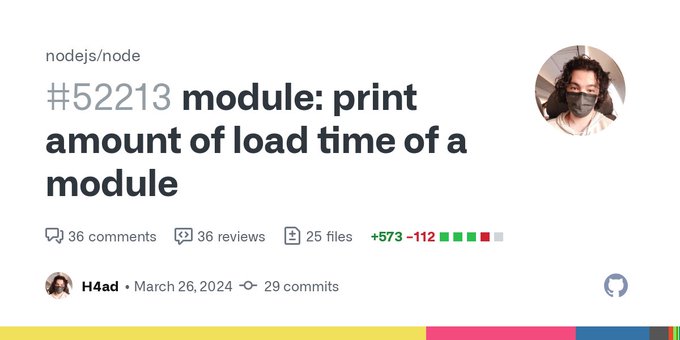 nodejs/node
#52213 module: print
amount of load time of a
module
36 comments 36 reviews 25 files +573 −112
H4ad • March 26, 2024 29 commits